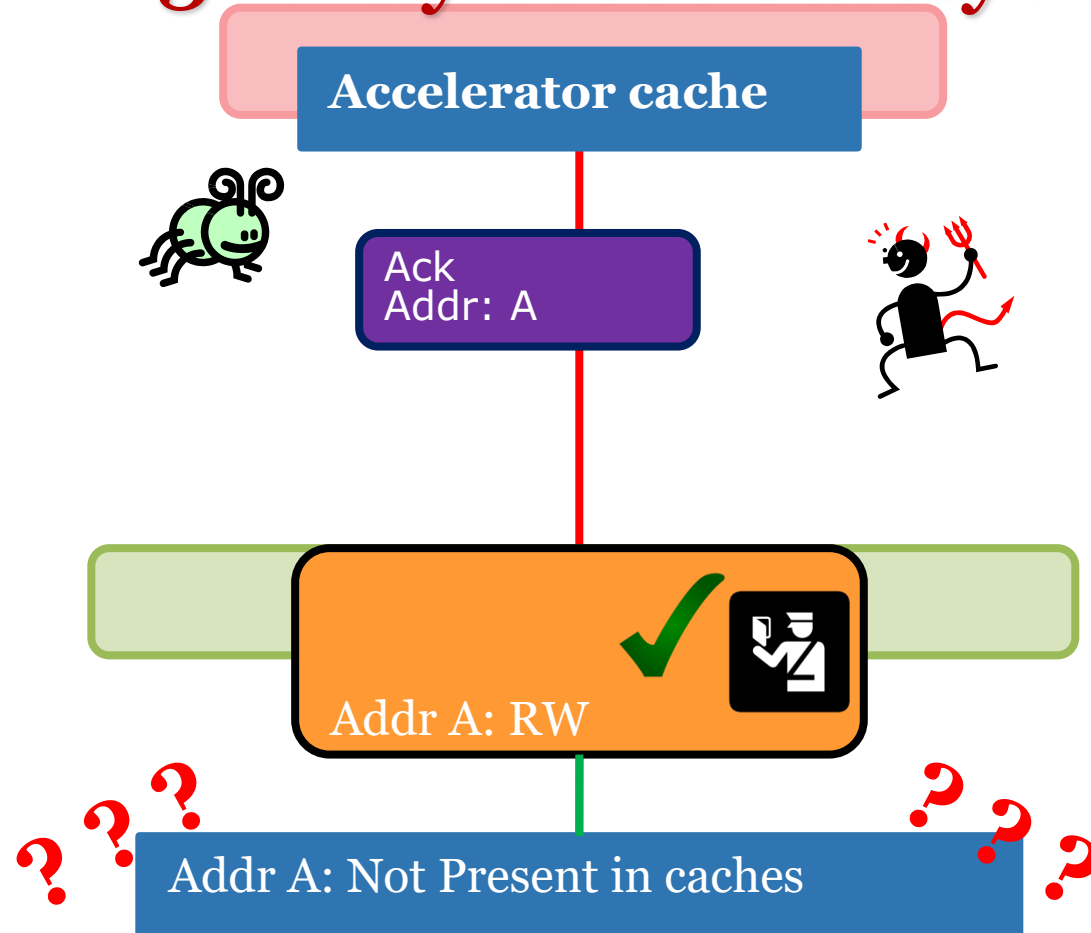 Accelerator cache
Ack
Addr: A
Addr A: RW
? ? ?
? ? ?
Addr A: Not Present in caches